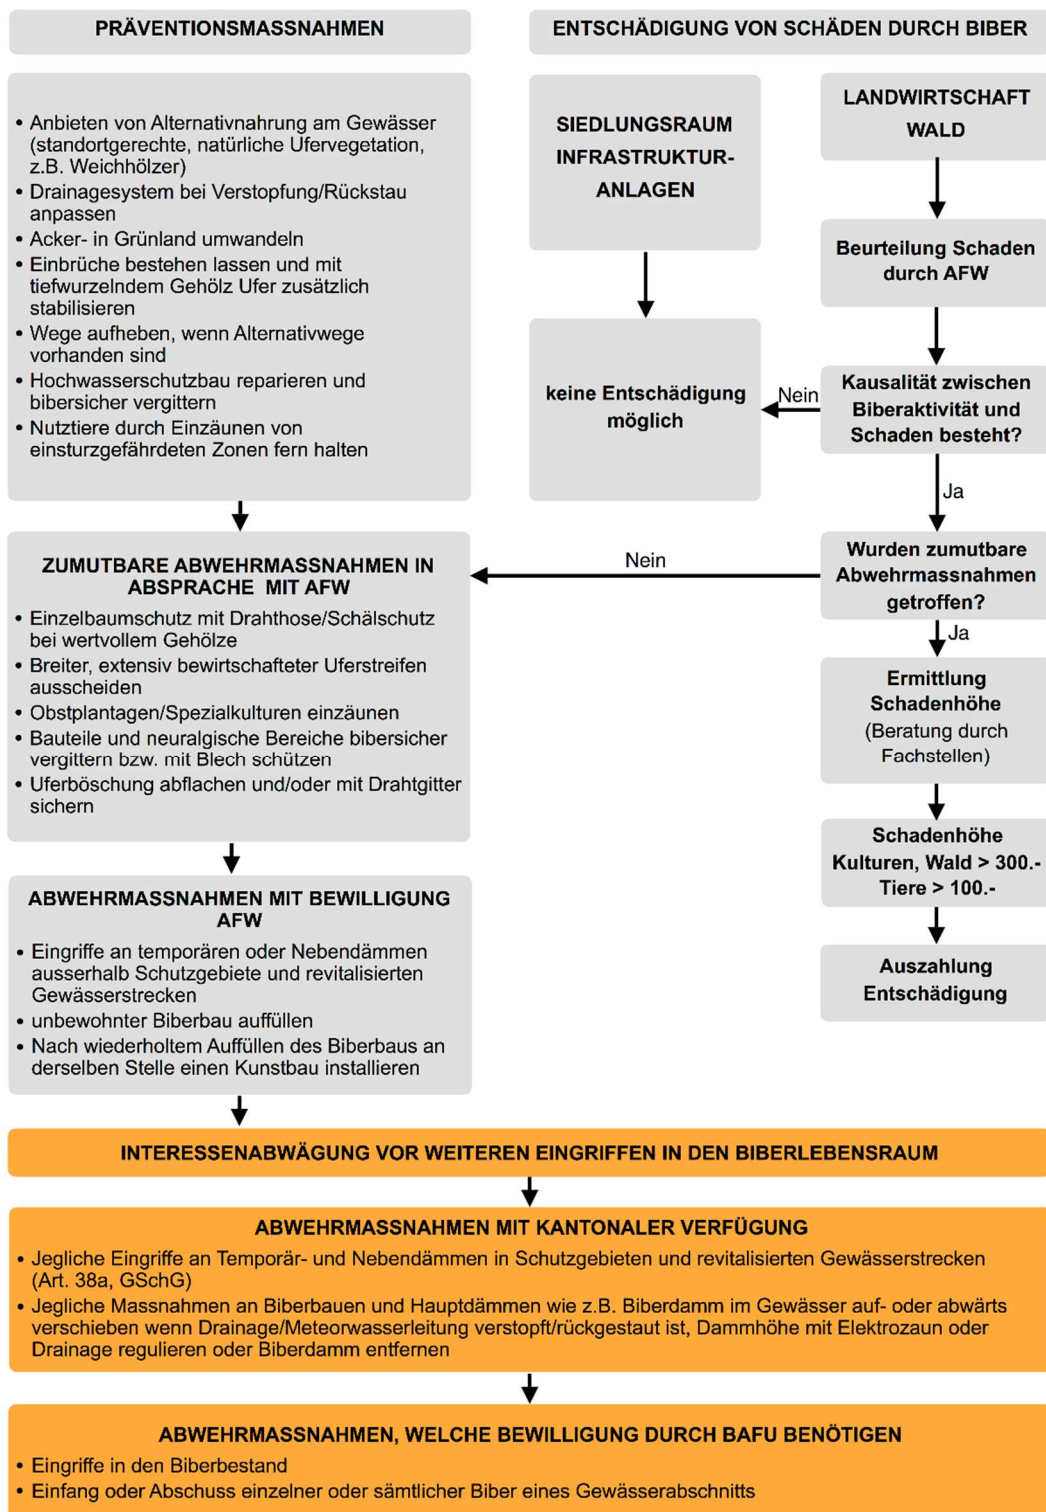 PRÄVENTIONSMASSNAHMEN
• Anbieten von Alternativnahrung am Gewässer
(standortgerechte, natürliche Ufervegetation,
z.B. Weichhölzer)
• Drainagesystem bei Verstopfung/Rückstau
anpassen
• Acker- in Grünland umwandeln
• Einbrüche bestehen lassen und mit
tiefwurzelndem Gehölz Ufer zusätzlich
stabilisieren
• Wege aufheben, wenn Alternativwege
vorhanden sind
• Hochwasserschutzbau reparieren und
bibersicher vergittern
• Nutztiere durch Einzäunen von
einsturzgefährdeten Zonen fern halten
ZUMUTBARE ABWEHRMASSNAHMEN IN
ABSPRACHE MIT AFW
• Einzelbaumschutz mit Drahthose/Schälschutz
bei wertvollem Gehölze
• Breiter, extensiv bewirtschafteter Uferstreifen
ausscheiden
• Obstplantagen/Spezialkulturen einzäunen
• Bauteile und neuralgische Bereiche bibersicher
vergittern bzw. mit Blech schützen
• Uferböschung abflachen und/oder mit Drahtgitter
sichern
ABWEHRMASSNAHMEN MIT BEWILLIGUNG
AFW
• Eingriffe an temporären oder Nebendämmen
ausserhalb Schutzgebiete und revitalisierten
Gewässerstrecken
• unbewohnter Biberbau auffüllen
• Nach wiederholtem Auffüllen des Biberbaus an
derselben Stelle einen Kunstbau installieren
ENTSCHÄDIGUNG VON SCHÄDEN DURCH BIBER
SIEDLUNGSRAUM
INFRASTRUKTUR-
ANLAGEN
keine Entschädigung
möglich
LANDWIRTSCHAFT
WALD
Beurteilung Schaden
durch AFW
Kausalität zwischen
Biberaktivität und
Schaden besteht?
Nein
Ja
Wurden zumutbare
Abwehrmassnahmen
getroffen?
Nein
Ja
Ermittlung
Schadenhöhe
(Beratung durch
Fachstellen)
Schadenhöhe
Kulturen, Wald > 300.-
Tiere > 100.-
Auszahlung
Entschädigung
INTERESSENABWÄGUNG VOR WEITEREN EINGRIFFEN IN DEN BIBERLEBENSRAUM
ABWEHRMASSNAHMEN MIT KANTONALER VERFÜGUNG
• Jegliche Eingriffe an Temporär- und Nebendämmen in Schutzgebieten und revitalisierten Gewässerstrecken
(Art. 38a, GSchG)
• Jegliche Massnahmen an Biberbauen und Hauptdämmen wie z.B. Biberdamm im Gewässer auf- oder abwärts
verschieben wenn Drainage/Meteorwasserleitung verstopft/rückgestaut ist, Dammhöhe mit Elektrozaun oder
Drainage regulieren oder Biberdamm entfernen
ABWEHRMASSNAHMEN, WELCHE BEWILLIGUNG DURCH BAFU BENÖTIGEN
• Eingriffe in den Biberbestand
• Einfang oder Abschuss einzelner oder sämtlicher Biber eines Gewässerabschnitts